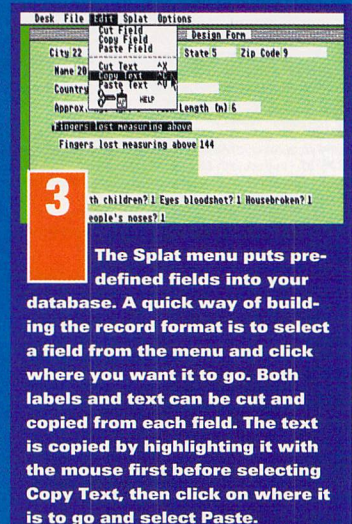 Desk File Edit Splat Options
Cut Field
Copy Field
Paste Field
Design Form
City 22 State 5 Zip Code 9
Cut Text ^X
Name 20
Copy Text ^C
Country
Paste Text ^V
HELP
Approx. Length (m) 6
Fingers lost measuring above
Fingers lost measuring above 144
th children? 1 Eyes bloodshot? 1 Housebroken? 1
eople's noses? 1
3
The Splat menu puts pre-
defined fields into your
database. A quick way of build-
ing the record format is to select
a field from the menu and click
where you want it to go. Both
labels and text can be cut and
copied from each field. The text
is copied by highlighting it with
the mouse first before selecting
Copy Text, then click on where it
is to go and select Paste.